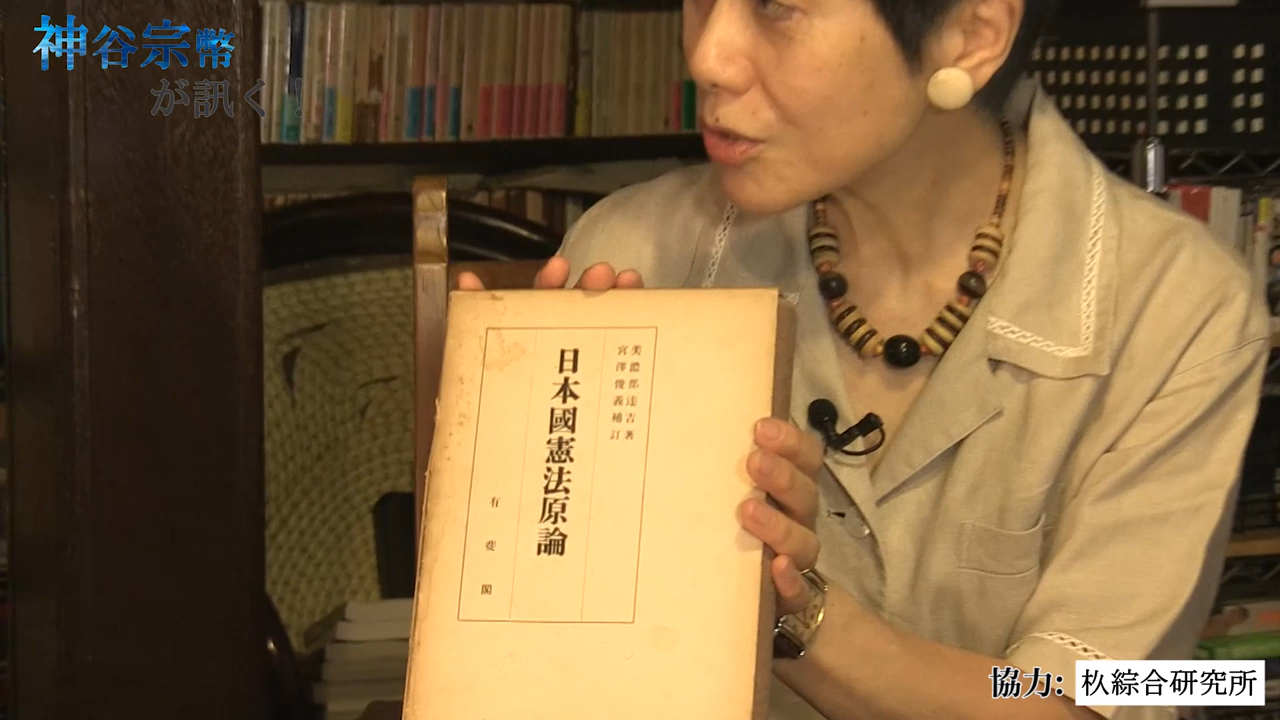 神谷宗幣
が訊く！
美濃部達吉著
宮澤俊義補訂
日本國憲法原論
有斐閣
協力: 杁綜合研究所